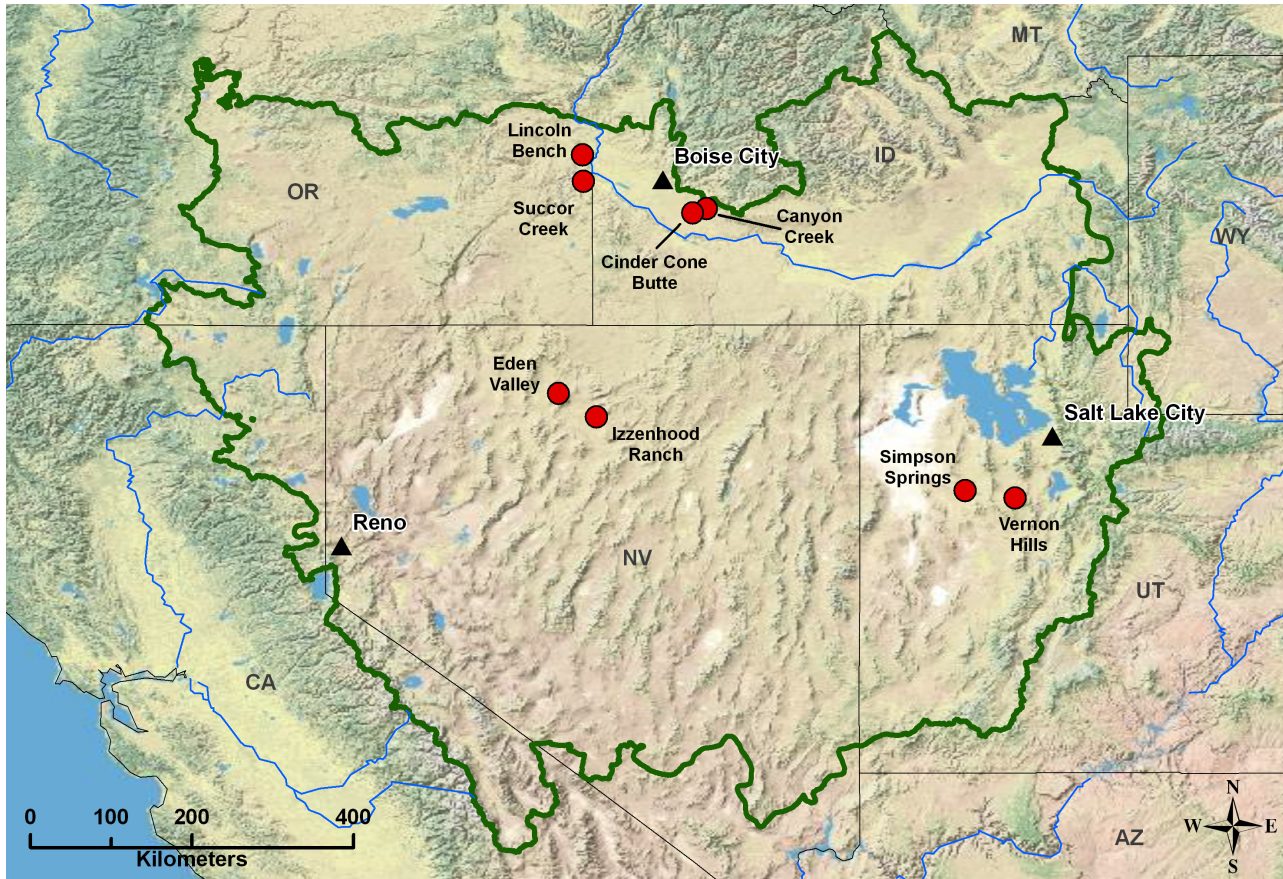 MT
Lincoln
Bench
Boise City
ID
OR
Succor
Creek
Canyon
Creek
WY
Cinder Cone
Butte
Eden
Valley
Izzenhood
Ranch
Salt Lake City
Simpson
Springs
Vernon
Hills
Reno
NV
UT
CA
0 100 200 400
Kilometers
N
W E
S
AZ